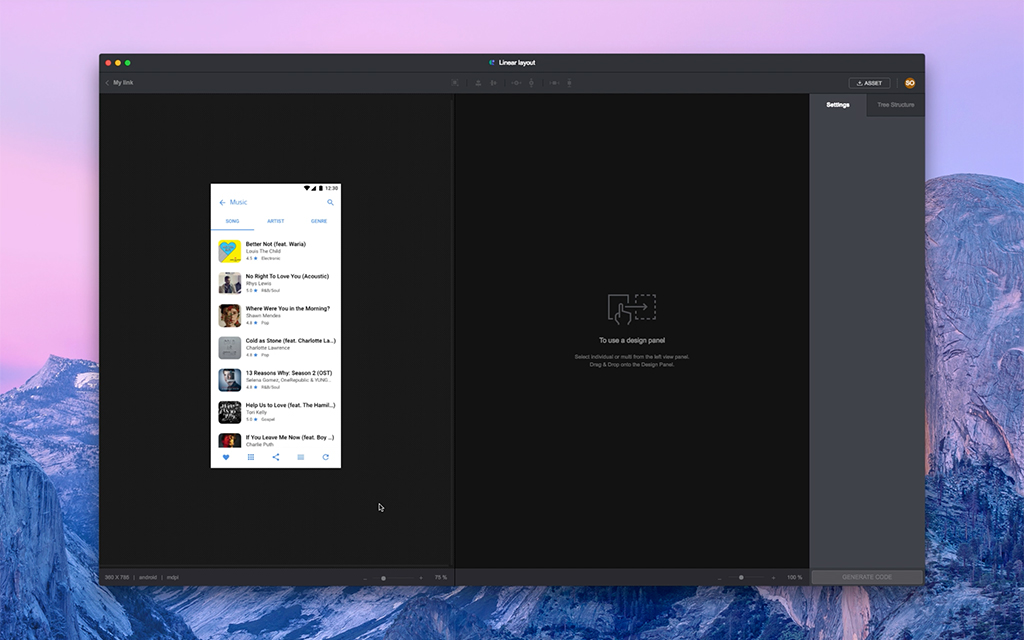 Linear layout
My link
ASSET
SO
Settings
Tree Structure
12:30
Music
SONG
ARTIST
GENRE
Better Not (feat. Waria)
Louis The Child
4.5
Electronic
No Right To Love You (Acoustic)
Rhys Lewis
5.0
R&B/Soul
Where Were You in the Morning?
Shawn Mendes
4.8
Pop
Cold as Stone (feat. Charlotte La...)
Charlotte Lawrence
4.8
Pop
13 Reasons Why: Season 2 (OST)
Selena Gomez, OneRepublic & YUNG...
4.8
R&B/Soul
Help Us to Love (feat. The Hamil...)
Tori Kelly
5.0
Gospel
If You Leave Me Now (feat. Boy ...)
Charlie Puth
To use a design panel
Select individual or multi from the left view panel.
Drag & Drop onto the Design Panel.
360 X 785 | android | mdpi
75 %
100 %
GENERATE CODE